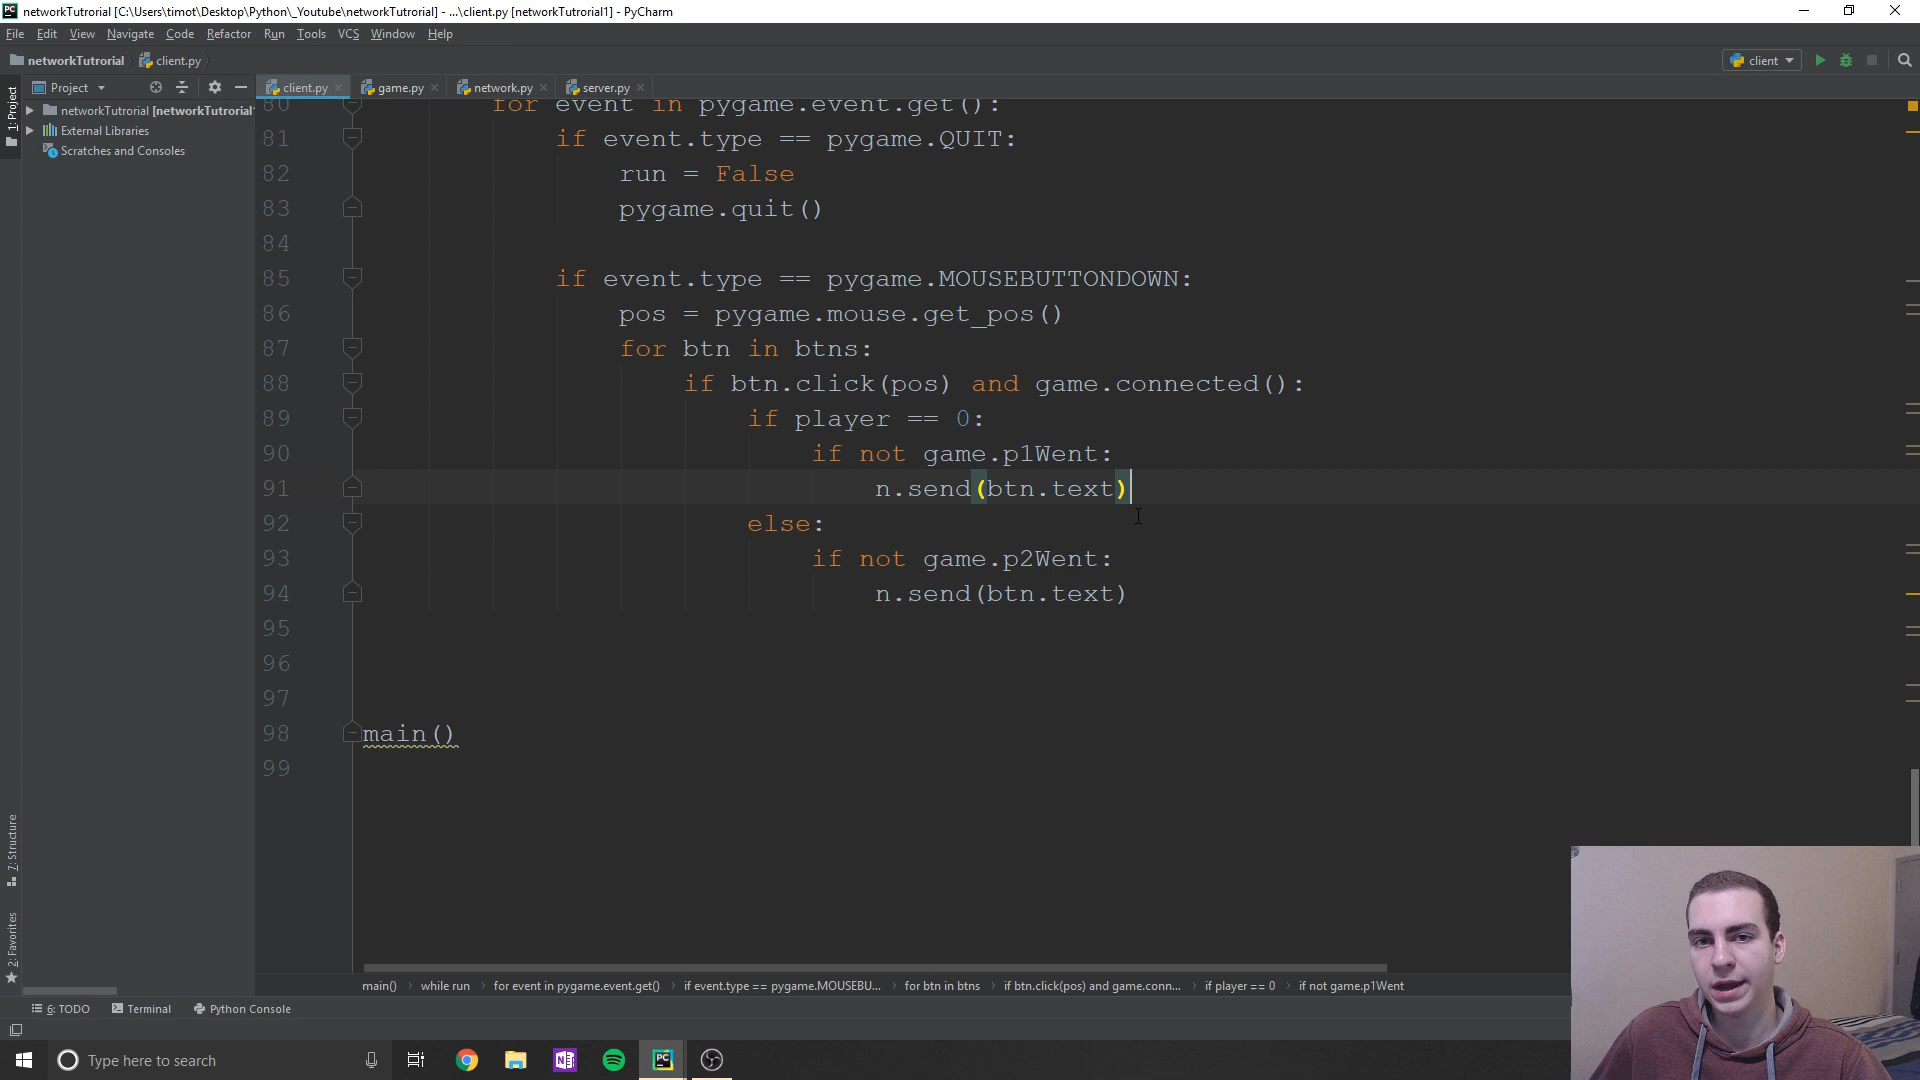 networkTutrorial [C:\Users\timot\Desktop\Python\_Youtube\networkTutrorial] - ...\client.py [networkTutorial1] - PyCharm
File Edit View Navigate Code Refactor Run Tools VCS Window Help
networkTutrorial client.py client
1: Project
Project client.py game.py network.py server.py
networkTutrorial [networkTutrorial
External Libraries
Scratches and Consoles
80 for event in pygame.event.get():
81 if event.type == pygame.QUIT:
82 run = False
83 pygame.quit()
84
85 if event.type == pygame.MOUSEBUTTONDOWN:
86 pos = pygame.mouse.get_pos()
87 for btn in btns:
88 if btn.click(pos) and game.connected():
89 if player == 0:
90 if not game.p1Went:
91 n.send(btn.text)
92 else:
93 if not game.p2Went:
94 n.send(btn.text)
95
96
97
98 main()
99
7: Structure
2: Favorites
main() while run for event in pygame.event.get() if event.type == pygame.MOUSEBU... for btn in btns if btn.click(pos) and game.conn... if player == 0 if not game.p1Went
6: TODO Terminal Python Console
Type here to search